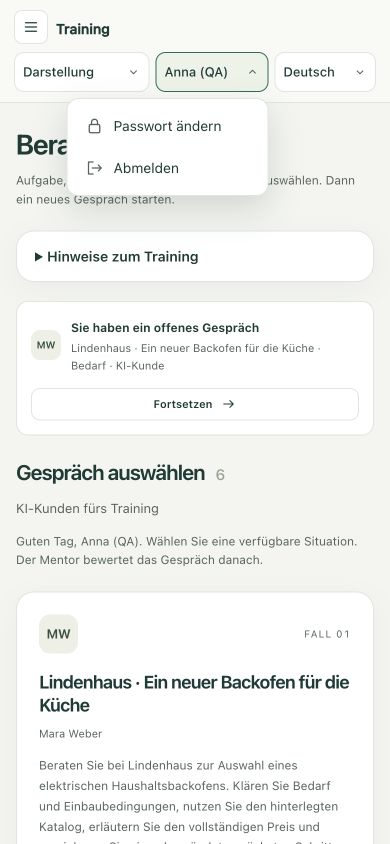 Training
Darstellung
Anna (QA)
Deutsch
Passwort ändern
Abmelden
Bera
Aufgabe,
uswählen. Dann
ein neues Gespräch starten.
Hinweise zum Training
MW
Sie haben ein offenes Gespräch
Lindenhaus · Ein neuer Backofen für die Küche ·
Bedarf · KI-Kunde
Fortsetzen
Gespräch auswählen 6
KI-Kunden fürs Training
Guten Tag, Anna (QA). Wählen Sie eine verfügbare Situation.
Der Mentor bewertet das Gespräch danach.
MW
FALL 01
Lindenhaus · Ein neuer Backofen für die
Küche
Mara Weber
Beraten Sie bei Lindenhaus zur Auswahl eines
elektrischen Haushaltsbackofens. Klären Sie Bedarf
und Einbaubedingungen, nutzen Sie den hinterlegten
Katalog, erläutern Sie den vollständigen Preis und